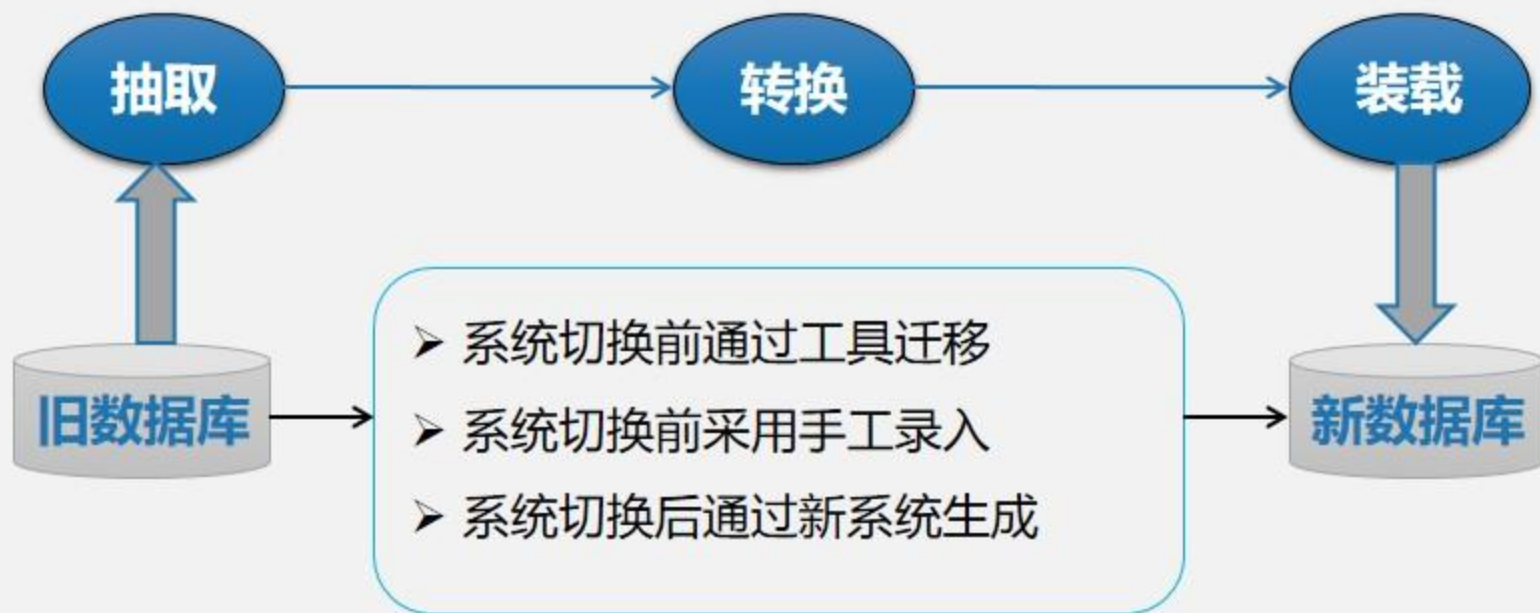 抽取
转换
装载
➢ 系统切换前通过工具迁移
➢ 系统切换前采用手工录入
➢ 系统切换后通过新系统生成
旧数据库
新数据库